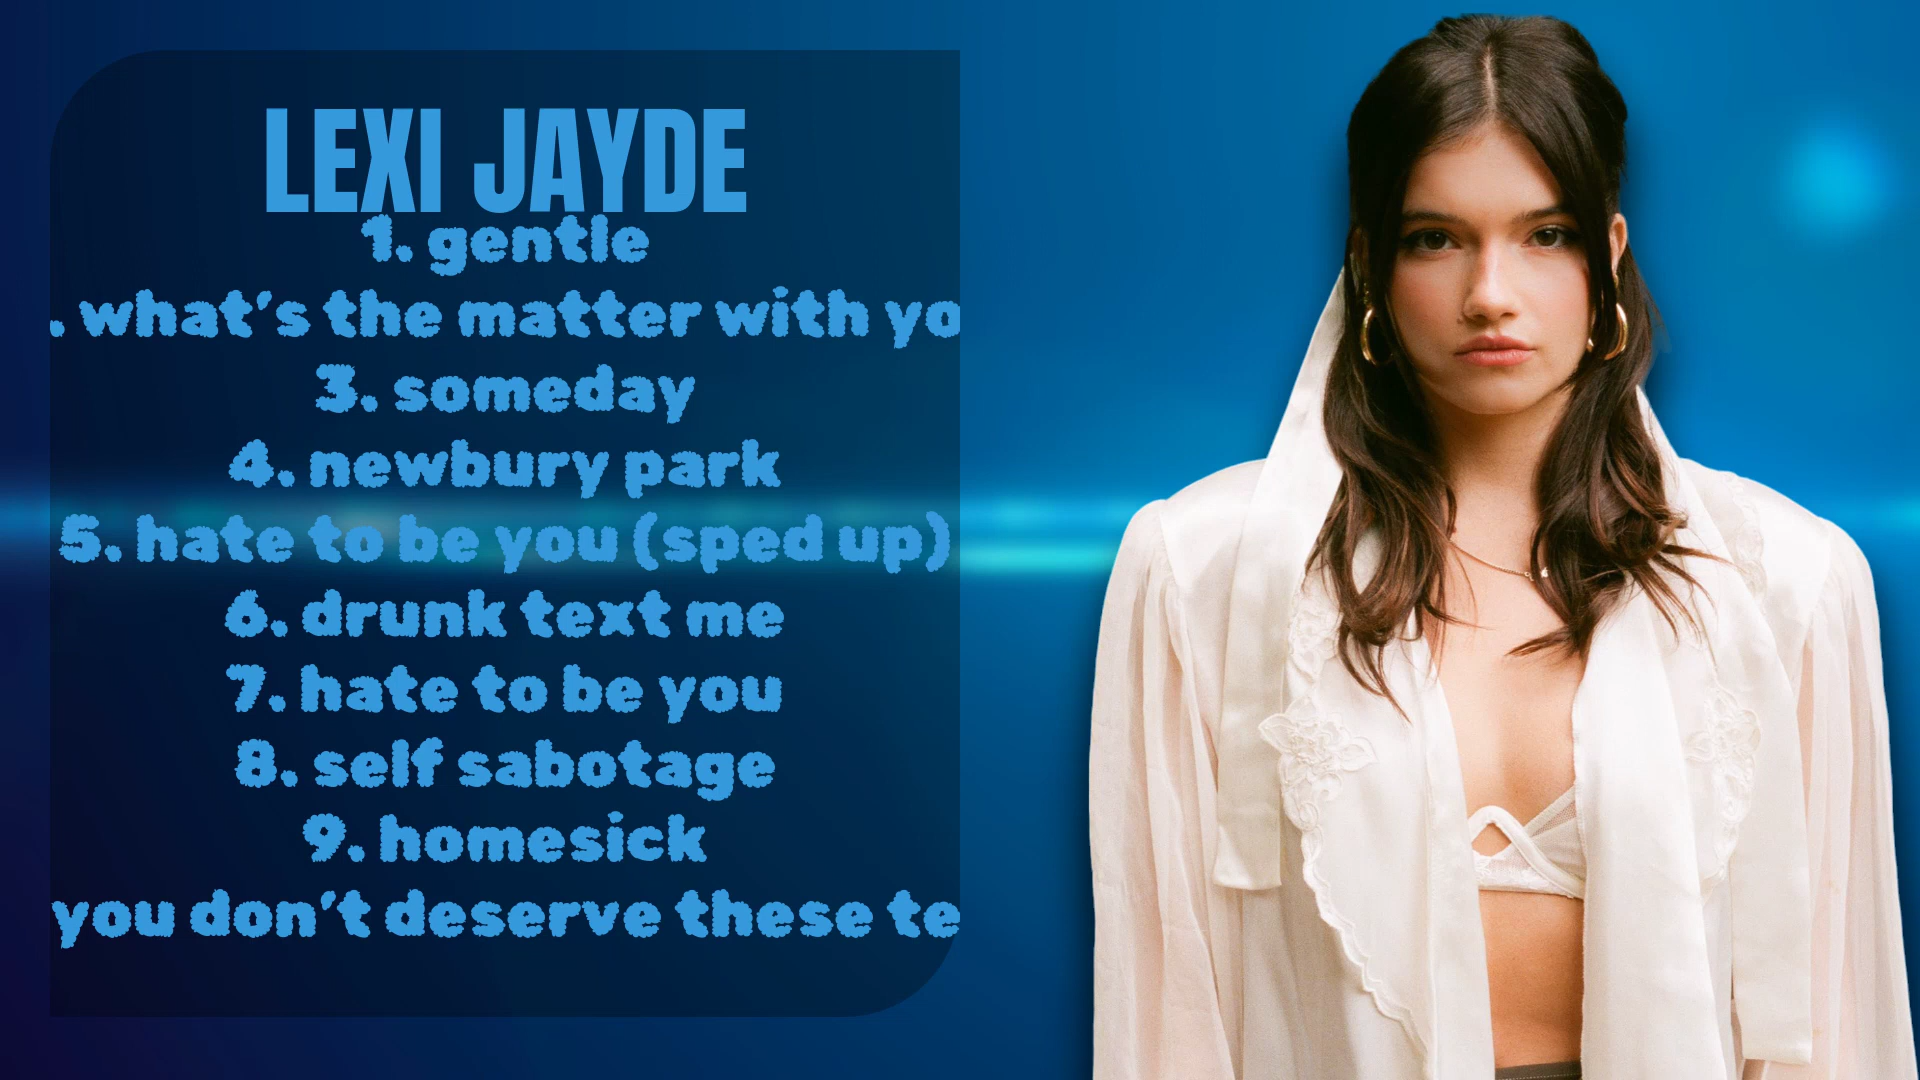 LEXI JAYDE
1. gentle
. what's the matter with yo
3. someday
4. newbury park
5. hate to be you (sped up)
6. drunk text me
7. hate to be you
8. self sabotage
9. homesick
you don't deserve these te